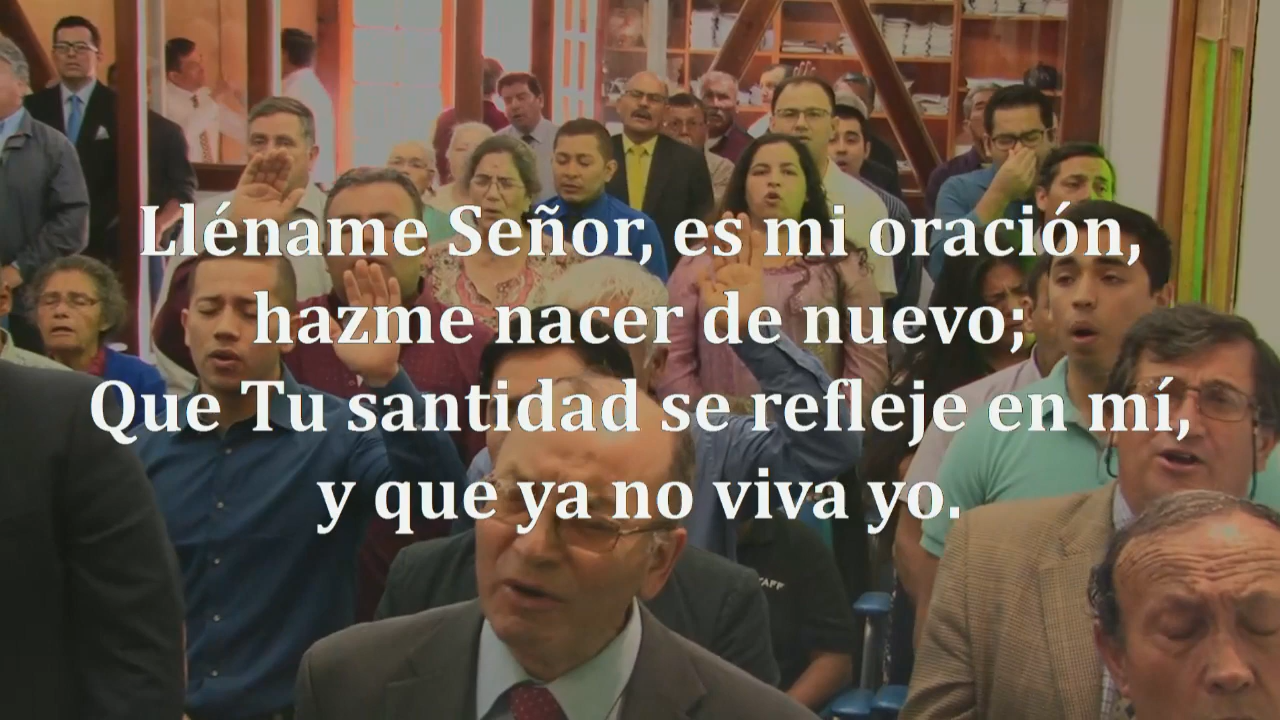 Lléname Señor, es mi oración,
hazme nacer de nuevo;
Que Tu santidad se refleje en mí,
y que ya no viva yo.